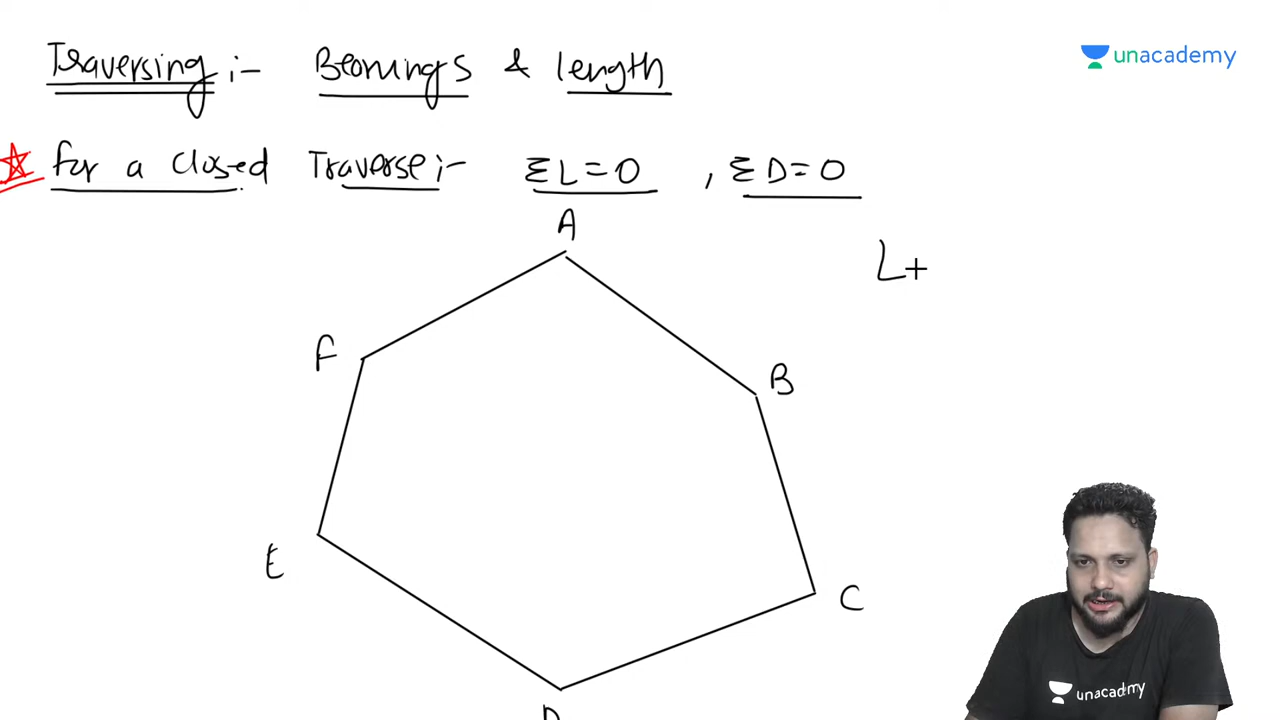 Traversing :- Bearings & length
unacademy
for a closed Traverse :- ΣL=0 , ΣD=0
A
L+
F
B
E
C
D
unacademy